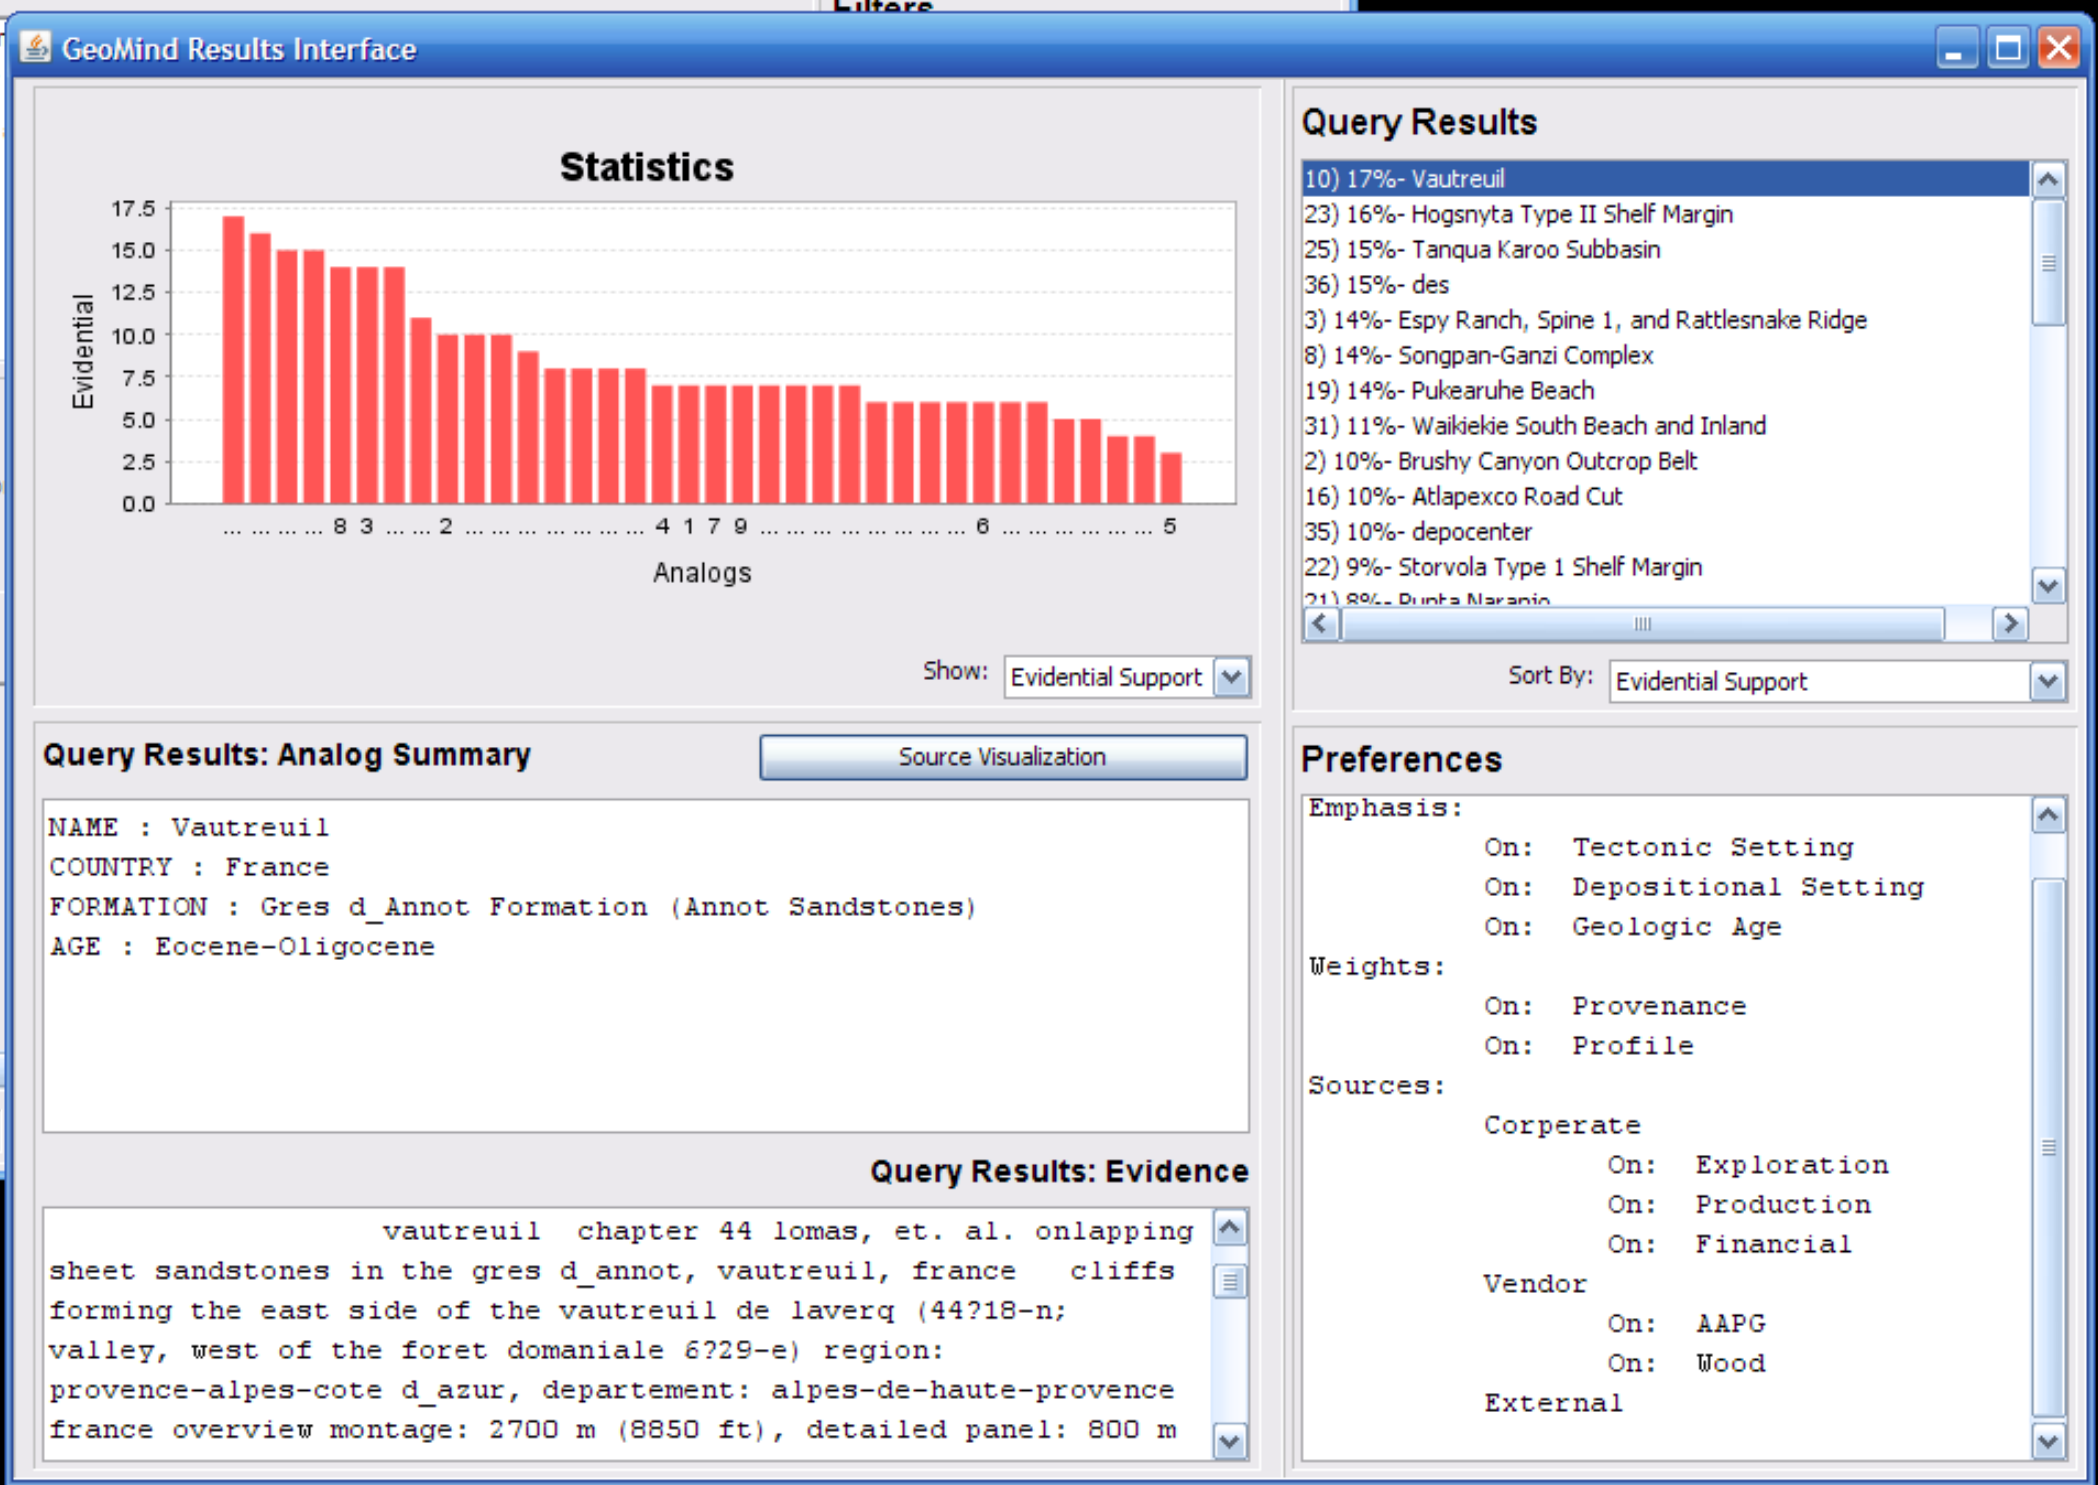 Filters
GeoMind Results Interface
Statistics
17.5
15.0
12.5
10.0
7.5
5.0
2.5
0.0
Evidential
... ... ... ... 8 3 ... ... 2 ... ... ... ... ... ... ... 4 1 7 9 ... ... ... ... ... ... ... ... 6 ... ... ... ... ... ... 5
Analogs
Show: Evidential Support
Query Results
10) 17%- Vautreuil
23) 16%- Hogsnyta Type II Shelf Margin
25) 15%- Tanqua Karoo Subbasin
36) 15%- des
3) 14%- Espy Ranch, Spine 1, and Rattlesnake Ridge
8) 14%- Songpan-Ganzi Complex
19) 14%- Pukearuhe Beach
31) 11%- Waikiekie South Beach and Inland
2) 10%- Brushy Canyon Outcrop Belt
16) 10%- Atlapexco Road Cut
35) 10%- depocenter
22) 9%- Storvola Type 1 Shelf Margin
21) 8%- Punta Naranjo
Sort By: Evidential Support
Query Results: Analog Summary
Source Visualization
NAME : Vautreuil
COUNTRY : France
FORMATION : Gres d_Annot Formation (Annot Sandstones)
AGE : Eocene-Oligocene
Query Results: Evidence
vautreuil chapter 44 lomas, et. al. onlapping
sheet sandstones in the gres d_annot, vautreuil, france cliffs
forming the east side of the vautreuil de laverq (44?18-n;
valley, west of the foret domaniale 6?29-e) region:
provence-alpes-cote d_azur, departement: alpes-de-haute-provence
france overview montage: 2700 m (8850 ft), detailed panel: 800 m
Preferences
Emphasis:
On: Tectonic Setting
On: Depositional Setting
On: Geologic Age
Weights:
On: Provenance
On: Profile
Sources:
Corperate
On: Exploration
On: Production
On: Financial
Vendor
On: AAPG
On: Wood
External